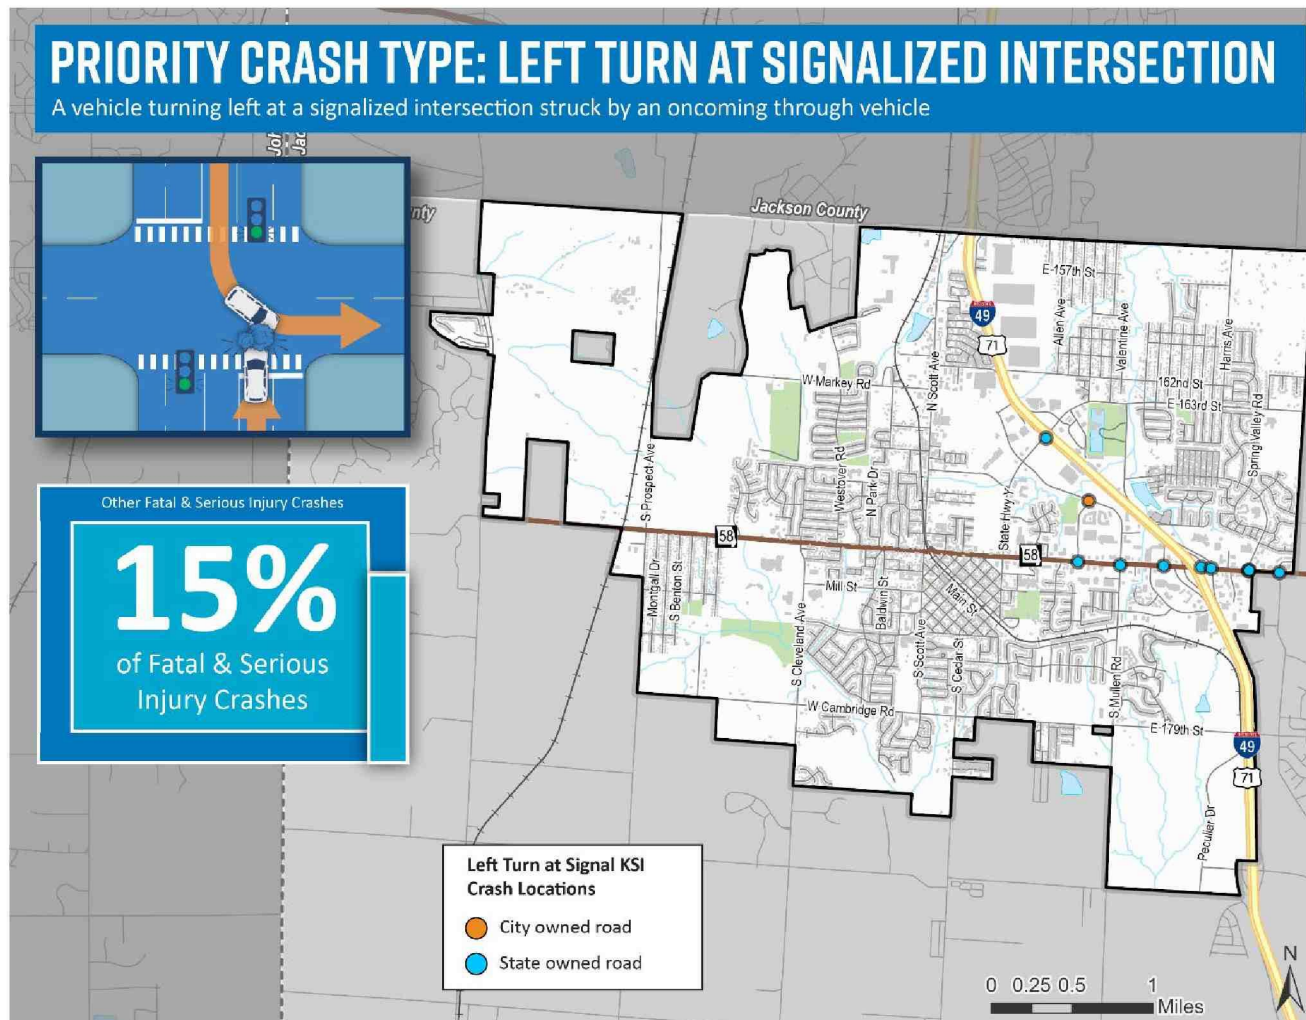 PRIORITY CRASH TYPE: LEFT TURN AT SIGNALIZED INTERSECTION
A vehicle turning left at a signalized intersection struck by an oncoming through vehicle
Jackson County
E 157th St
49
71
Allen Ave
Valentine Ave
Harris Ave
W Markey Rd
N Scott Ave
162nd St
E 163rd St
Spring Valley Rd
S Prospect Ave
Westover Rd
N Park Dr
State Hwy Y
58
58
Other Fatal & Serious Injury Crashes
15%
of Fatal & Serious
Injury Crashes
Montgall Dr
S Benton St
Mill St
Baldwin St
Main St
S Cleveland Ave
S Scott Ave
S Cedar St
S Mullen Rd
W Cambridge Rd
E 179th St
49
71
Peculiar Dr
Left Turn at Signal KSI
Crash Locations
City owned road
State owned road
N
0 0.25 0.5 1
Miles